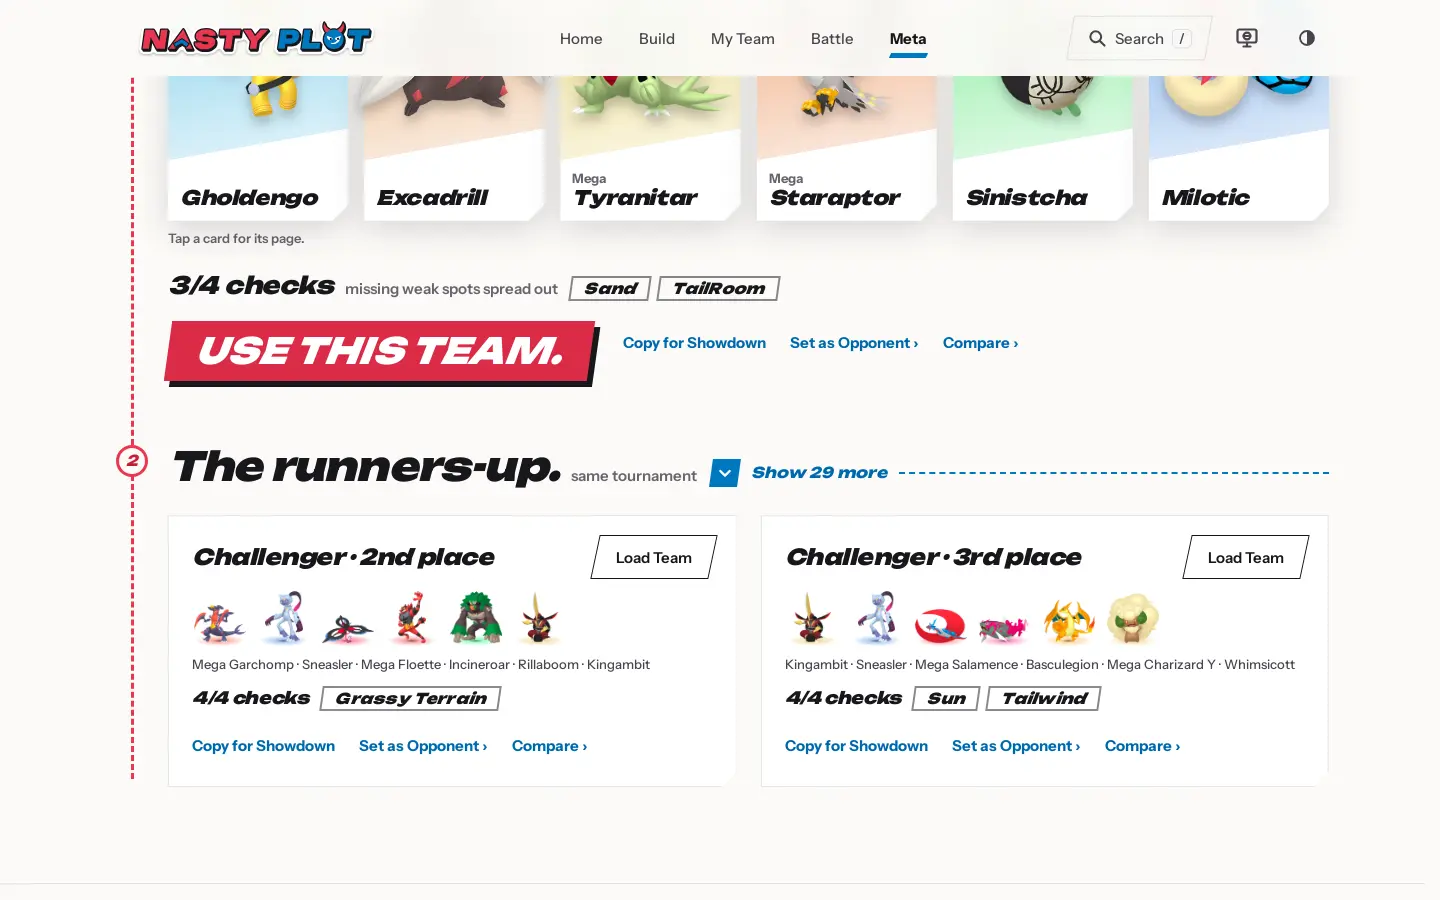 NASTY PLOT
Home Build My Team Battle Meta
Search /
Gholdengo
Excadrill
Mega
Tyranitar
Mega
Staraptor
Sinistcha
Milotic
Tap a card for its page.
3/4 checks missing weak spots spread out Sand TailRoom
USE THIS TEAM.
Copy for Showdown Set as Opponent › Compare ›
2
The runners-up. same tournament Show 29 more
Challenger · 2nd place
Load Team
Mega Garchomp · Sneasler · Mega Floette · Incineroar · Rillaboom · Kingambit
4/4 checks Grassy Terrain
Copy for Showdown Set as Opponent › Compare ›
Challenger · 3rd place
Load Team
Kingambit · Sneasler · Mega Salamence · Basculegion · Mega Charizard Y · Whimsicott
4/4 checks Sun Tailwind
Copy for Showdown Set as Opponent › Compare ›